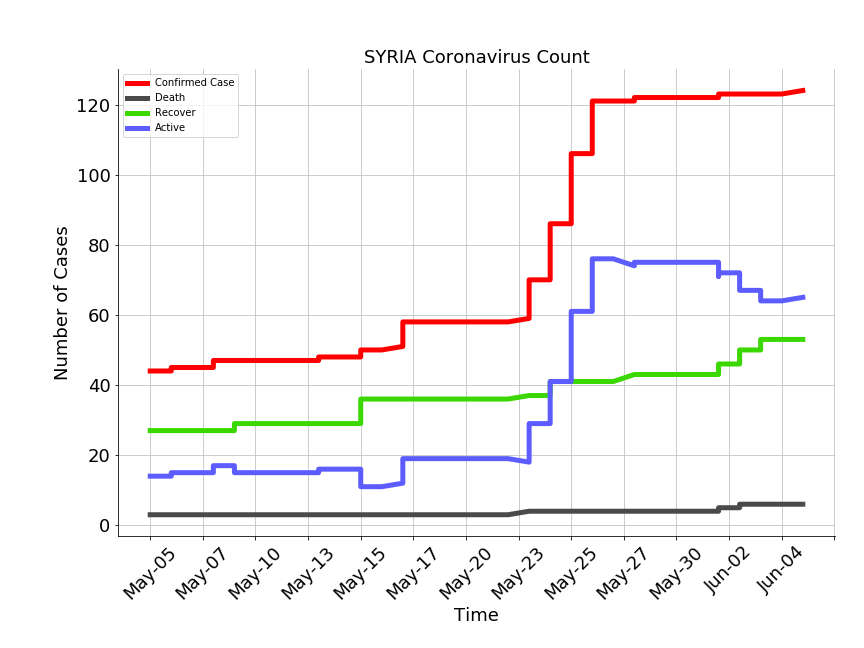 SYRIA Coronavirus Count
Confirmed Case
Death
Recover
Active
120
100
80
60
40
20
0
Number of Cases
May-05
May-07
May-10
May-13
May-15
May-17
May-20
May-23
May-25
May-27
May-30
Jun-02
Jun-04
Time